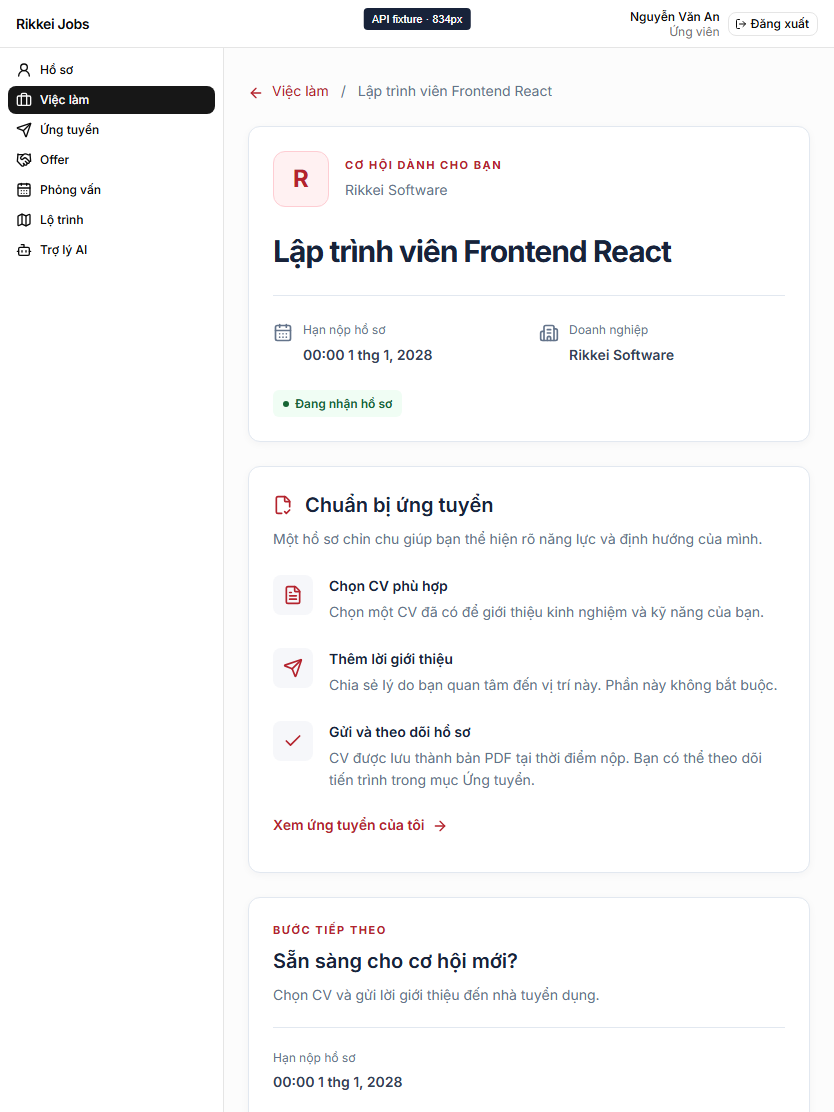 Rikkei Jobs
API fixture · 834px
Nguyễn Văn An
Ứng viên
Đăng xuất
Hồ sơ
Việc làm
Ứng tuyển
Offer
Phỏng vấn
Lộ trình
Trợ lý AI
Việc làm / Lập trình viên Frontend React
R
CƠ HỘI DÀNH CHO BẠN
Rikkei Software
Lập trình viên Frontend React
Hạn nộp hồ sơ
00:00 1 thg 1, 2028
Doanh nghiệp
Rikkei Software
Đang nhận hồ sơ
Chuẩn bị ứng tuyển
Một hồ sơ chỉn chu giúp bạn thể hiện rõ năng lực và định hướng của mình.
Chọn CV phù hợp
Chọn một CV đã có để giới thiệu kinh nghiệm và kỹ năng của bạn.
Thêm lời giới thiệu
Chia sẻ lý do bạn quan tâm đến vị trí này. Phần này không bắt buộc.
Gửi và theo dõi hồ sơ
CV được lưu thành bản PDF tại thời điểm nộp. Bạn có thể theo dõi
tiến trình trong mục Ứng tuyển.
Xem ứng tuyển của tôi
BƯỚC TIẾP THEO
Sẵn sàng cho cơ hội mới?
Chọn CV và gửi lời giới thiệu đến nhà tuyển dụng.
Hạn nộp hồ sơ
00:00 1 thg 1, 2028